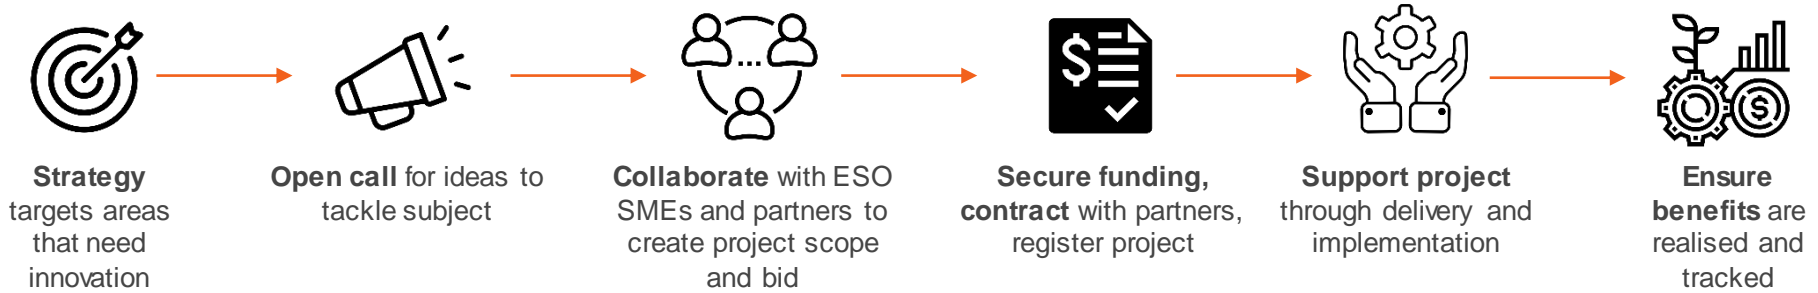 Strategy
targets areas
that need
innovation
Open call for ideas to
tackle subject
Collaborate with ESO
SMEs and partners to
create project scope
and bid
Secure funding,
contract with partners,
register project
Support project
through delivery and
implementation
Ensure
benefits are
realised and
tracked